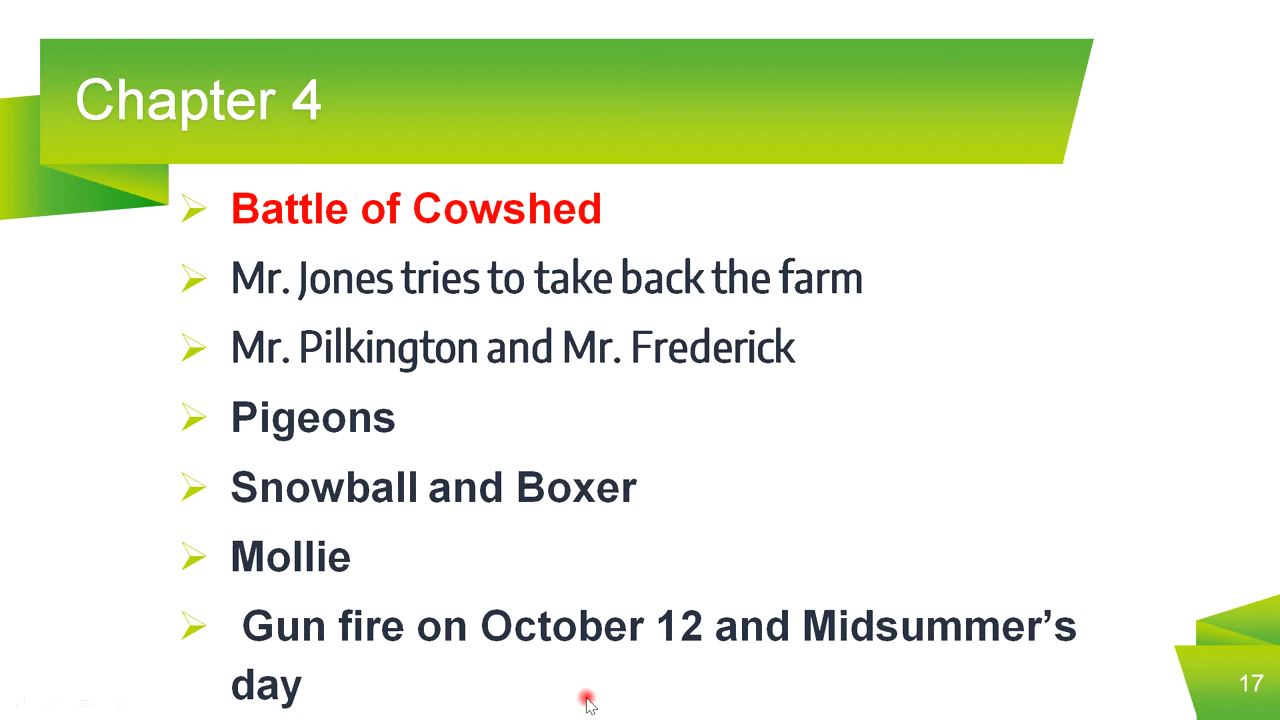 Chapter 4
Battle of Cowshed
Mr. Jones tries to take back the farm
Mr. Pilkington and Mr. Frederick
Pigeons
Snowball and Boxer
Mollie
Gun fire on October 12 and Midsummer’s
day
17